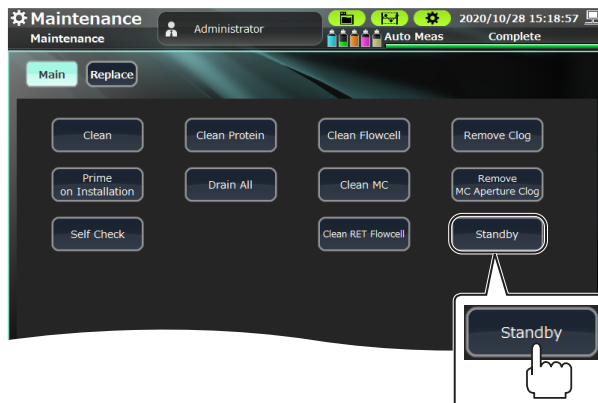 Maintenance
Maintenance
Administrator
2020/10/28 15:18:57
Auto Meas
Complete
Main
Replace
Clean
Clean Protein
Clean Flowcell
Remove Clog
Prime
on Installation
Drain All
Clean MC
Remove
MC Aperture Clog
Self Check
Clean RET Flowcell
Standby
Standby